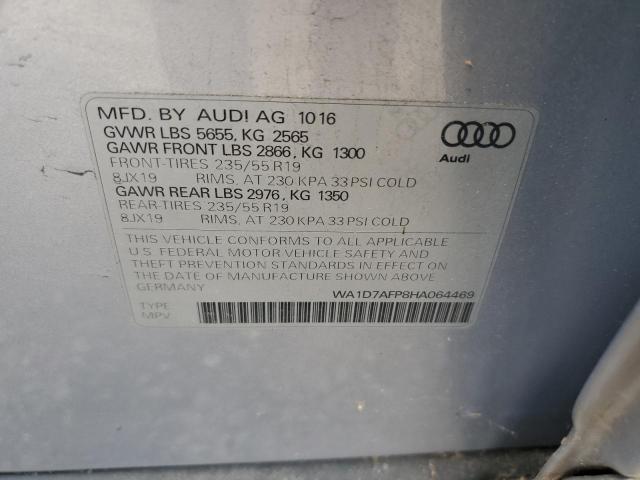 MFD. BY AUDI AG 10 16
GVWR LBS 5655, KG 2565
GAWR FRONT LBS 2866, KG 1300
FRONT-TIRES 235/55 R19
8JX19 RIMS, AT 230 KPA 33 PSI COLD
GAWR REAR LBS 2976, KG 1350
REAR-TIRES 235/55 R19
8JX19 RIMS, AT 230 KPA 33 PSI COLD
Audi
THIS VEHICLE CONFORMS TO ALL APPLICABLE
U.S. FEDERAL MOTOR VEHICLE SAFETY AND
THEFT PREVENTION STANDARDS IN EFFECT ON
THE DATE OF MANUFACTURE SHOWN ABOVE
GERMANY WA1D7AFP8HA064469
TYPE
MPV